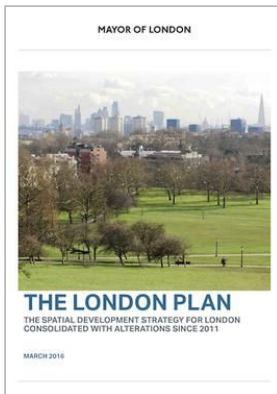 MAYOR OF LONDON
THE LONDON PLAN
THE SPATIAL DEVELOPMENT STRATEGY FOR LONDON
CONSOLIDATED WITH ALTERATIONS SINCE 2011
MARCH 2016